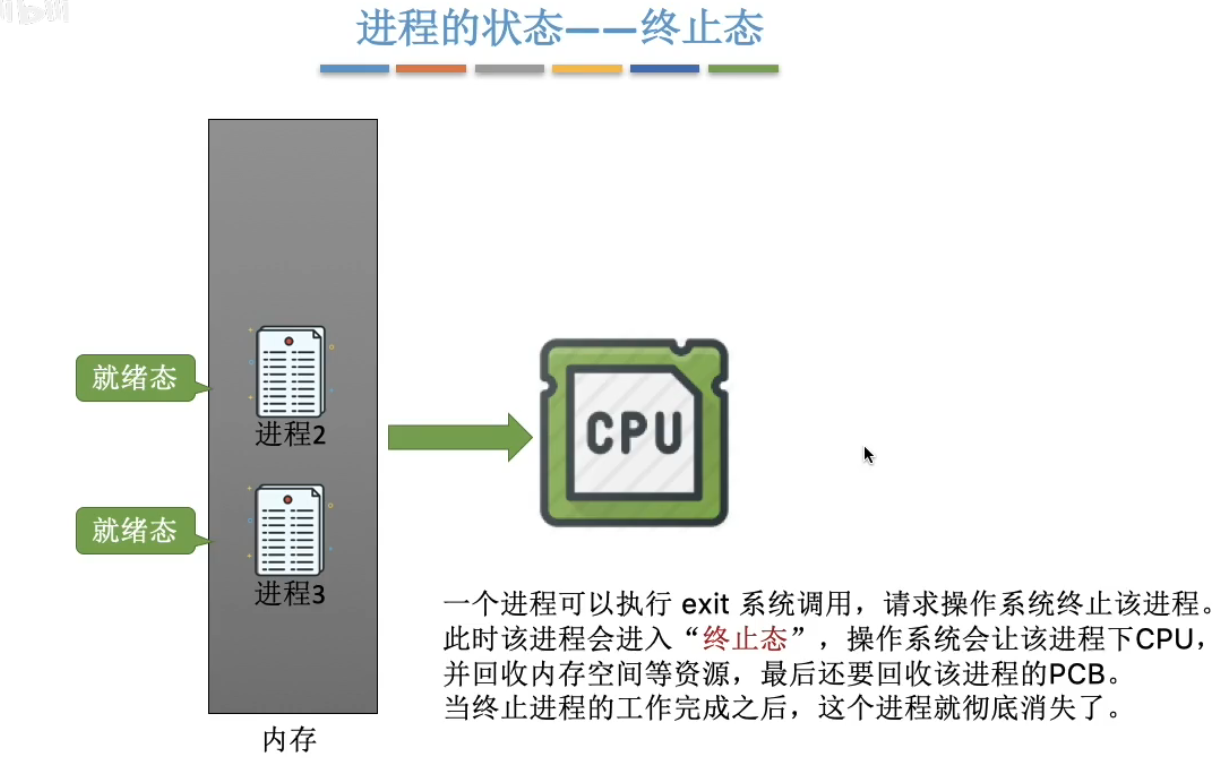 进程的状态——终止态
就绪态
进程2
CPU
就绪态
进程3
内存
一个进程可以执行 exit 系统调用，请求操作系统终止该进程。
此时该进程会进入“终止态”，操作系统会让该进程下CPU，
并回收内存空间等资源，最后还要回收该进程的PCB。
当终止进程的工作完成之后，这个进程就彻底消失了。